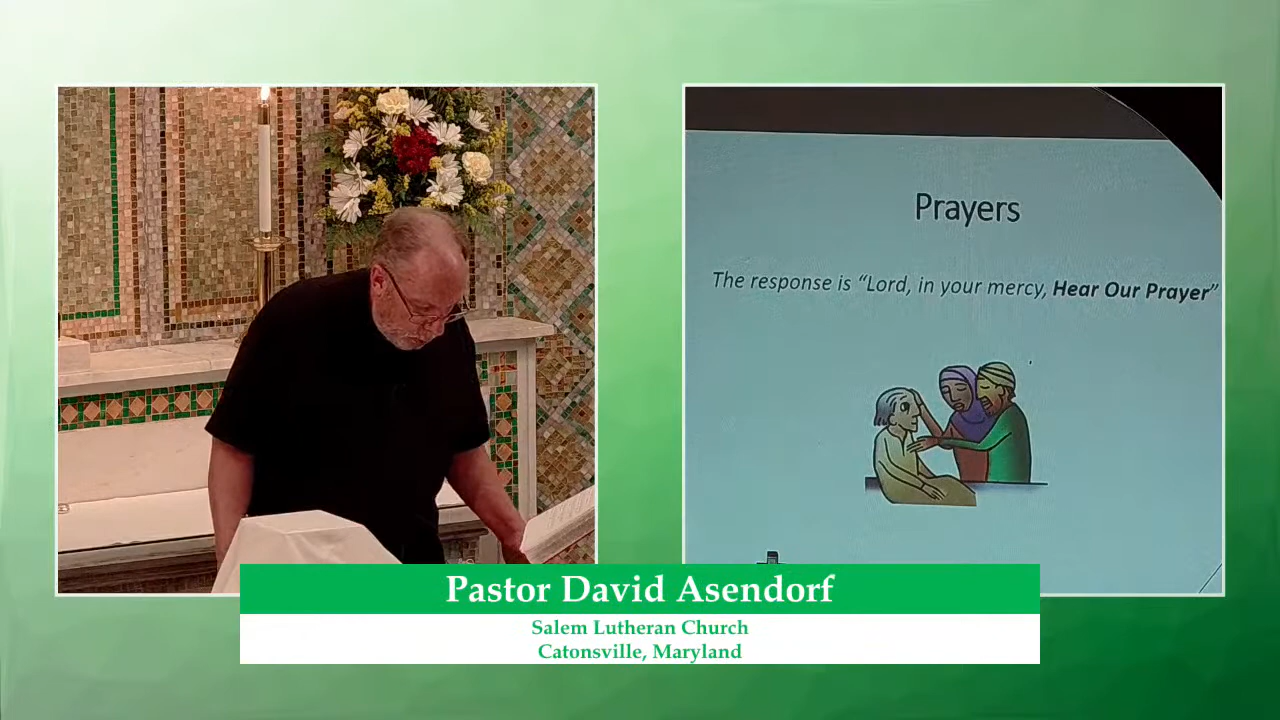 Prayers
The response is “Lord, in your mercy, Hear Our Prayer”
Pastor David Asendorf
Salem Lutheran Church
Catonsville, Maryland